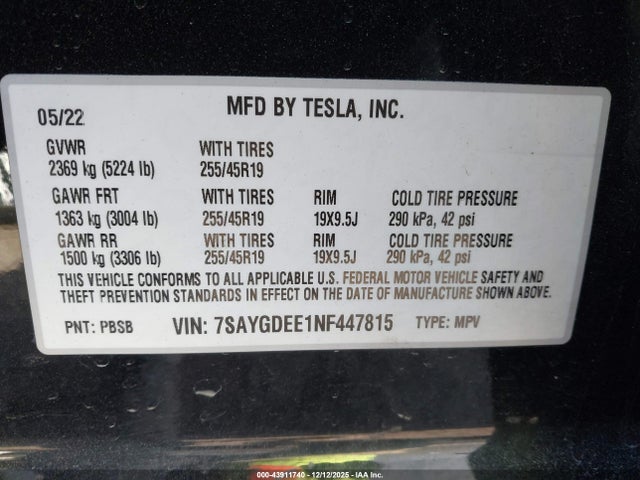 05/22 MFD BY TESLA, INC.
GVWR WITH TIRES
2369 kg (5224 lb) 255/45R19
GAWR FRT WITH TIRES RIM COLD TIRE PRESSURE
1363 kg (3004 lb) 255/45R19 19X9.5J 290 kPa, 42 psi
GAWR RR WITH TIRES RIM COLD TIRE PRESSURE
1500 kg (3306 lb) 255/45R19 19X9.5J 290 kPa, 42 psi
THIS VEHICLE CONFORMS TO ALL APPLICABLE U.S. FEDERAL MOTOR VEHICLE SAFETY AND
THEFT PREVENTION STANDARDS IN EFFECT ON THE DATE OF MANUFACTURE SHOWN ABOVE.
PNT: PBSB VIN: 7SAYGDEE1NF447815 TYPE: MPV
000-43911740 - 12/12/2025 - IAA Inc.